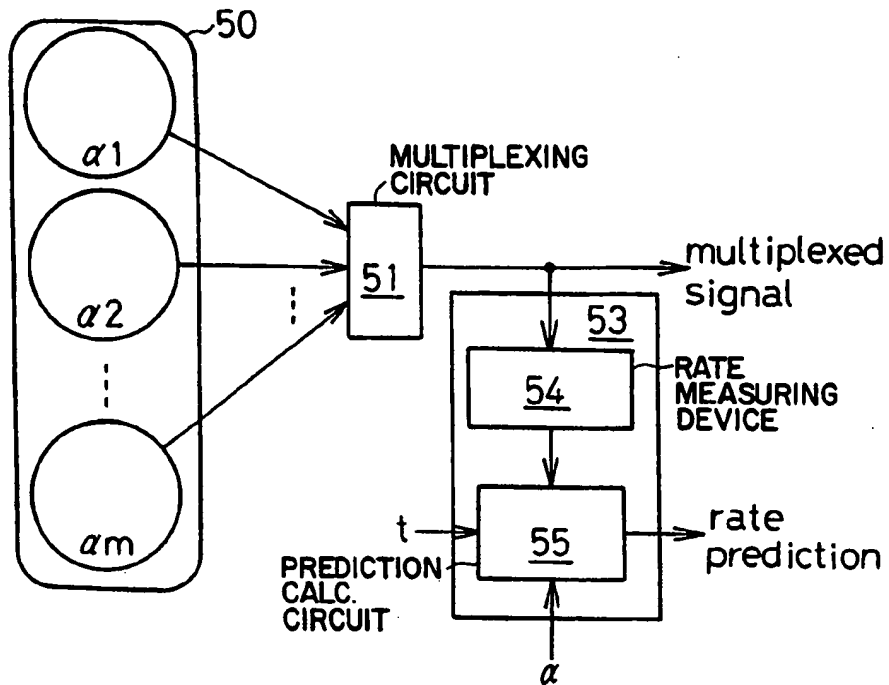 50
α1
α2
αm
MULTIPLEXING
CIRCUIT
51
multiplexed
signal
53
54
RATE
MEASURING
DEVICE
t
55
rate
prediction
PREDICTION
CALC.
CIRCUIT
α